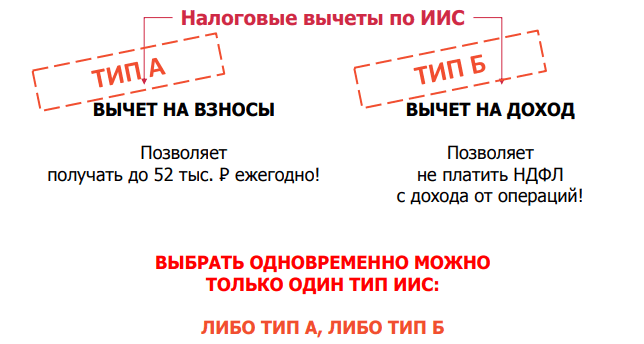 Налоговые вычеты по ИИС
ТИП А
ВЫЧЕТ НА ВЗНОСЫ
Позволяет
получать до 52 тыс. ₽ ежегодно!
ТИП Б
ВЫЧЕТ НА ДОХОД
Позволяет
не платить НДФЛ
с дохода от операций!
ВЫБРАТЬ ОДНОВРЕМЕННО МОЖНО
ТОЛЬКО ОДИН ТИП ИИС:
ЛИБО ТИП А, ЛИБО ТИП Б